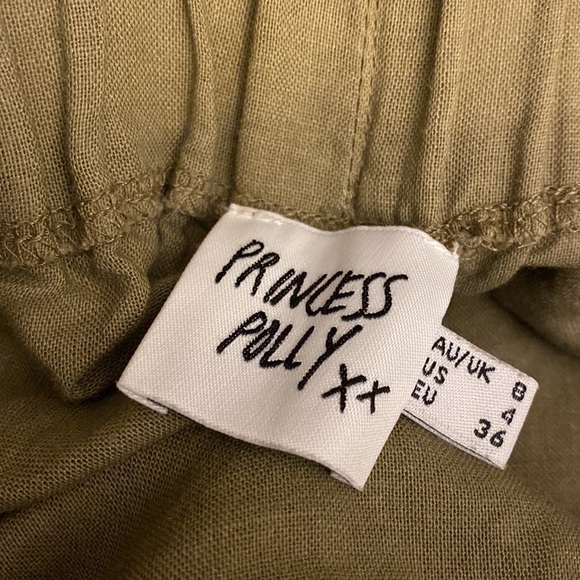 PRINCESS
POLLY
XX
AU/UK 8
US 4
EU 36